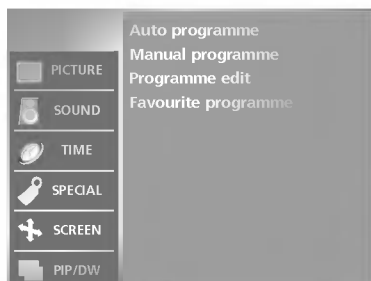 Auto programme
Manual programme
Programme edit
Favourite programme
PICTURE
SOUND
TIME
SPECIAL
SCREEN
PIP/DW